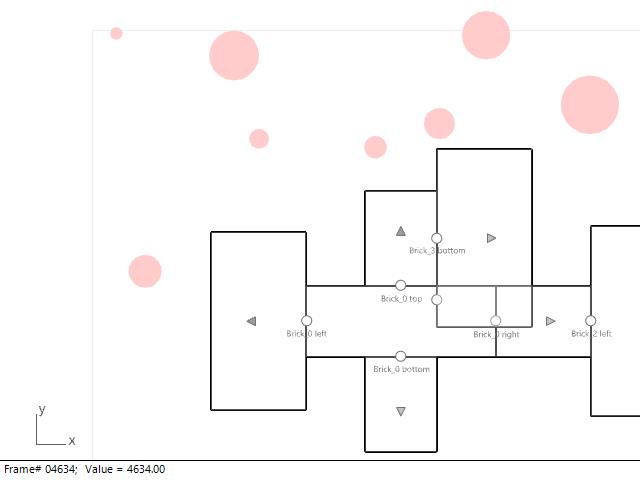 Brick_3 bottom
Brick_0 top
Brick_0 left
Brick_0 right
Brick_2 left
Brick_0 bottom
y
x
Frame# 04634; Value = 4634.00